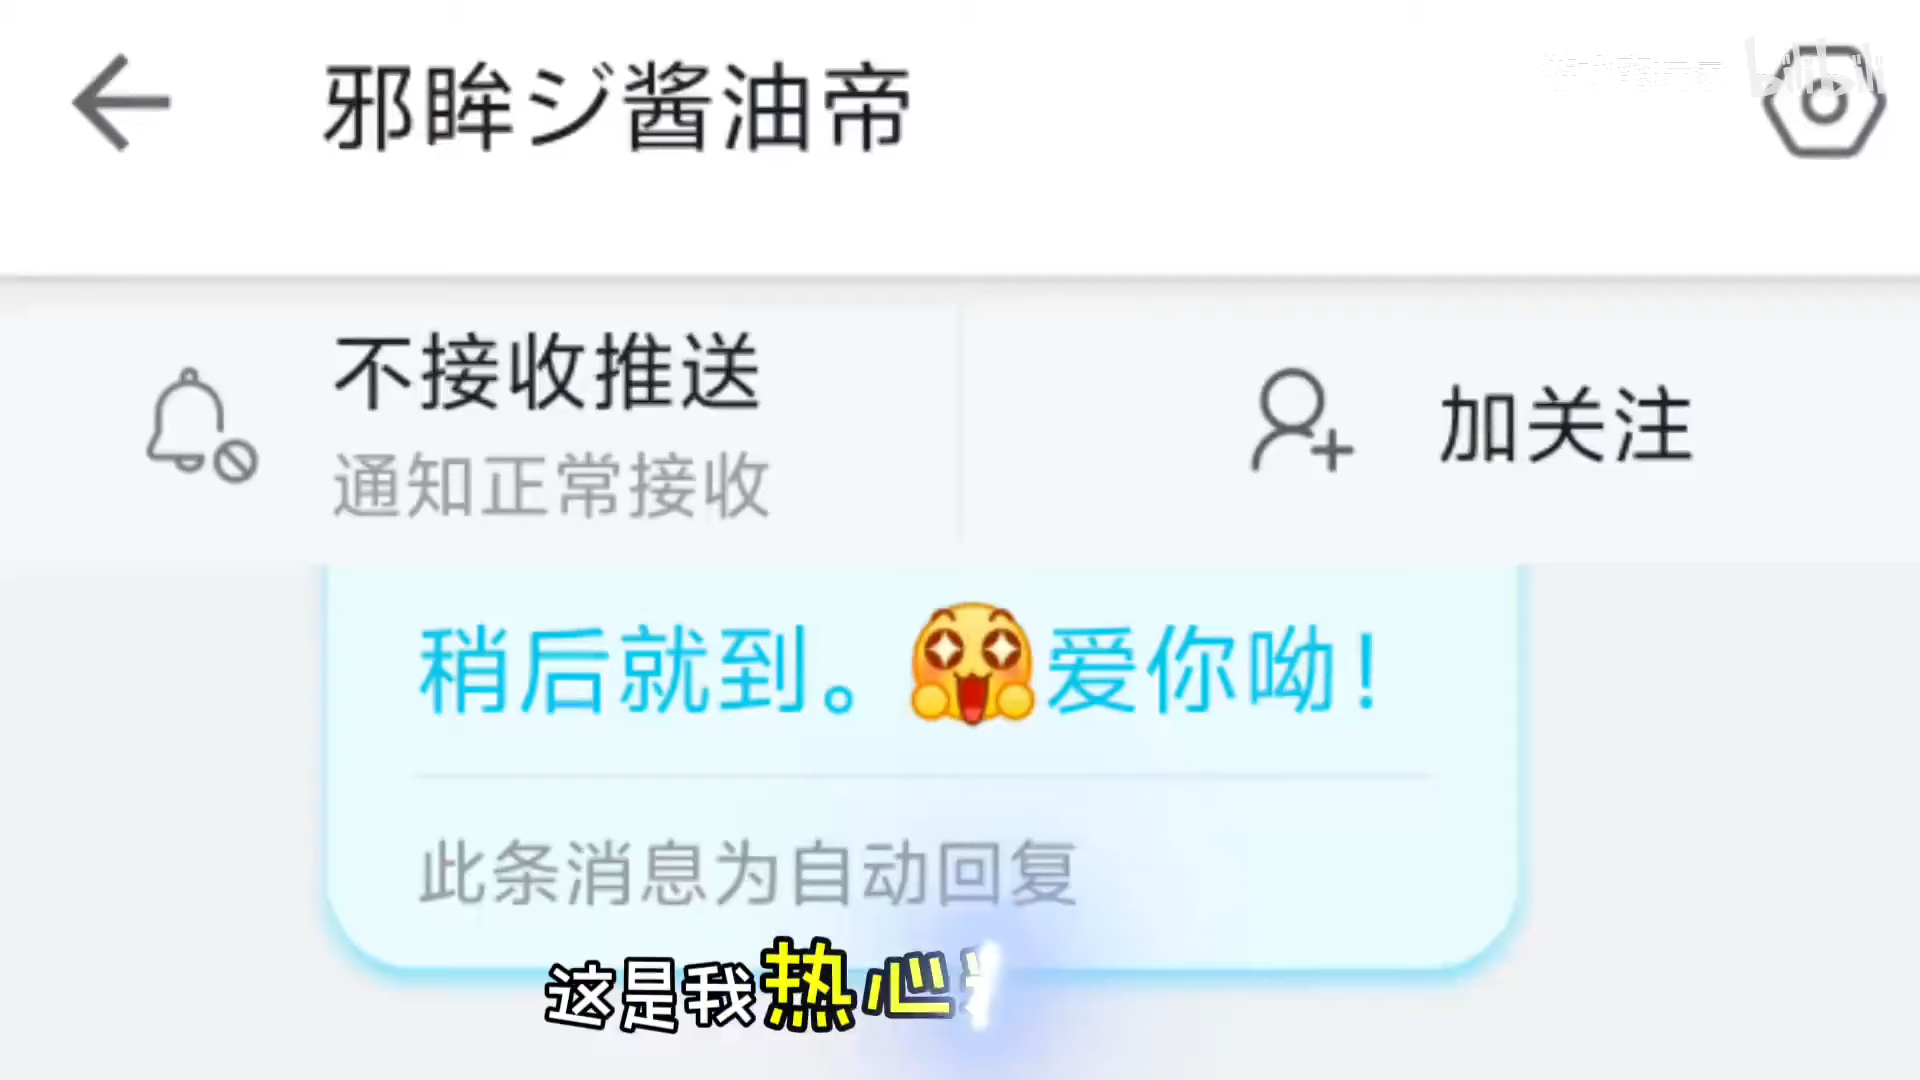 邪眸ジ酱油帝
bilibili
不接收推送
通知正常接收
加关注
稍后就到。爱你呦!
此条消息为自动回复
这是我热心